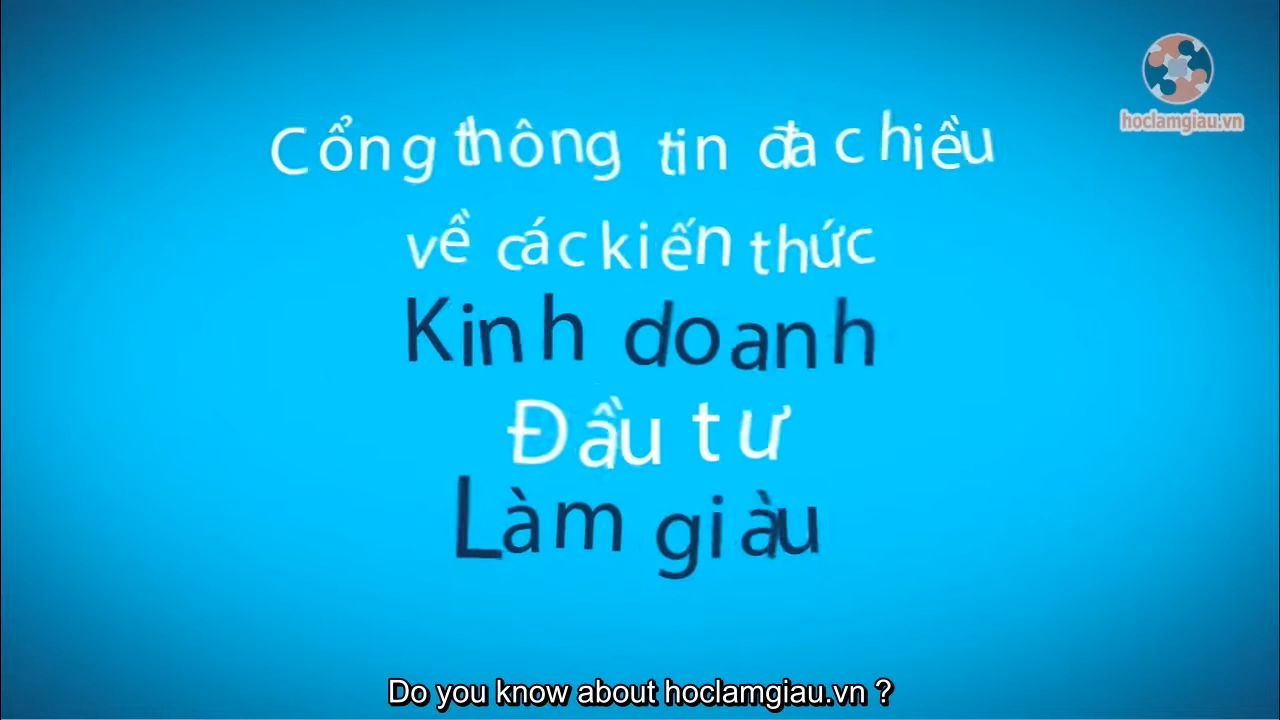 hoclamgiau.vn
Cổng thông tin đa chiều
về các kiến thức
Kinh doanh
Đầu tư
Làm giàu
Do you know about hoclamgiau.vn ?